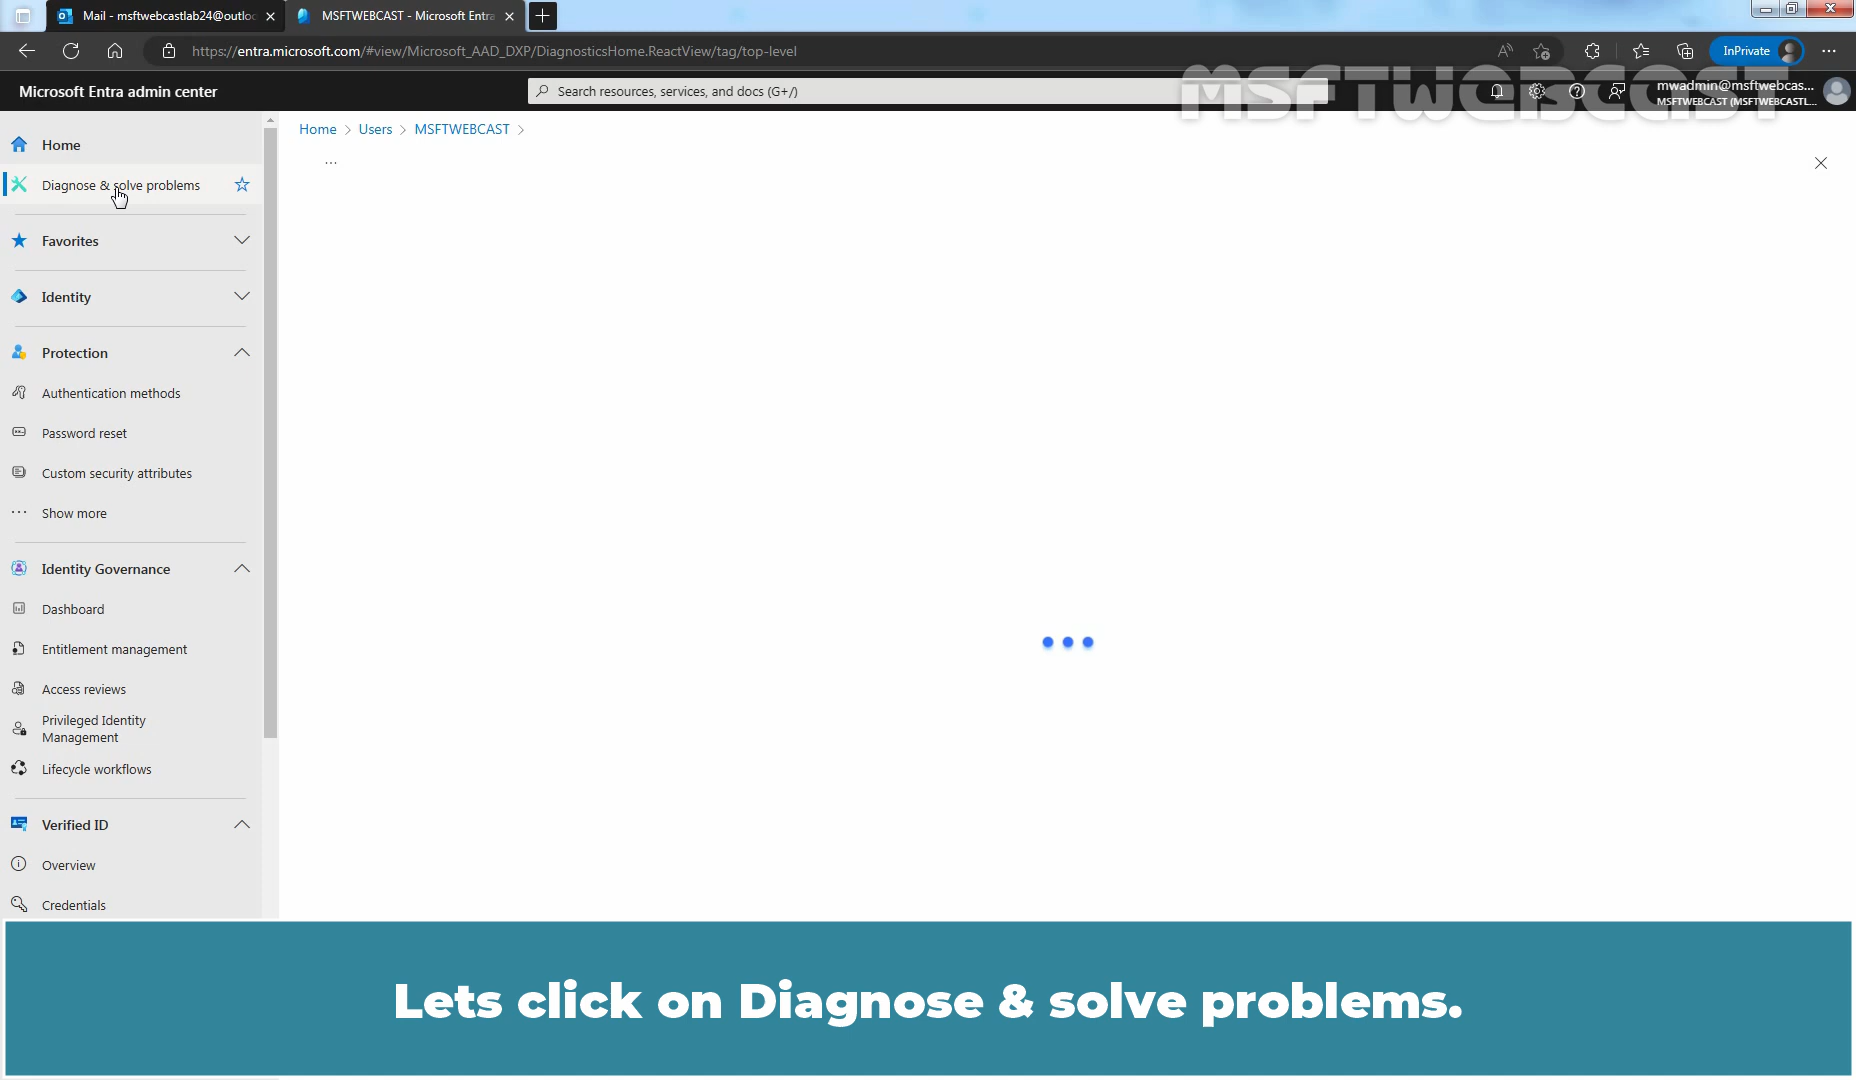 Mail - msftwebcastlab24@outloo
MSFTWEBCAST - Microsoft Entra
https://entra.microsoft.com/#view/Microsoft_AAD_DXP/DiagnosticsHome.ReactView/tag/top-level
InPrivate
Microsoft Entra admin center
Search resources, services, and docs (G+/)
MSFTWEBCAST
mwadmin@msftwebcas...
MSFTWEBCAST (MSFTWEBCASTL...
Home > Users > MSFTWEBCAST >
...
Home
Diagnose & solve problems
Favorites
Identity
Protection
Authentication methods
Password reset
Custom security attributes
Show more
Identity Governance
Dashboard
Entitlement management
Access reviews
Privileged Identity
Management
Lifecycle workflows
Verified ID
Overview
Credentials
Lets click on Diagnose & solve problems.